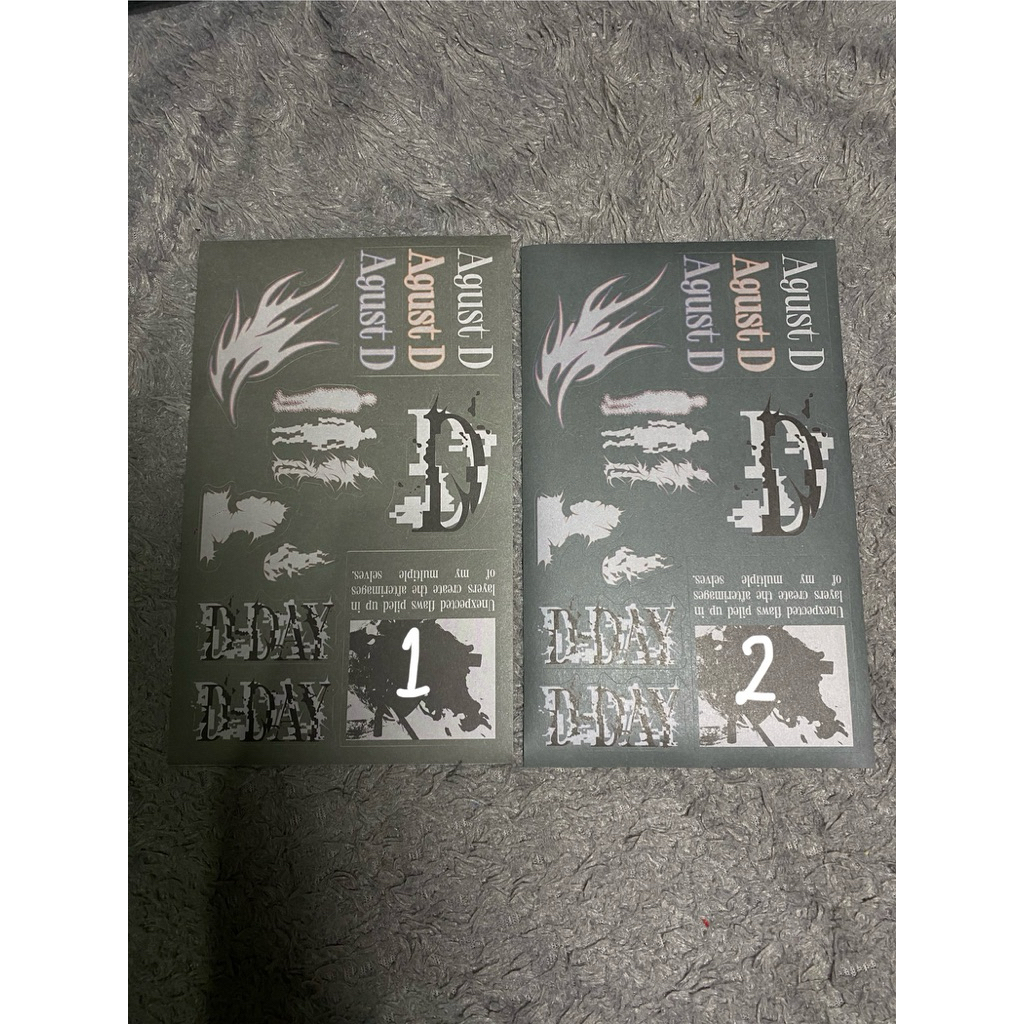 Agust D
Agust D
Agust D
D
Unexpected flaws piled up in
layers create the afterimages
of my multiple selves.
D-DAY
D-DAY
1
Agust D
Agust D
Agust D
D
Unexpected flaws piled up in
layers create the afterimages
of my multiple selves.
D-DAY
D-DAY
2